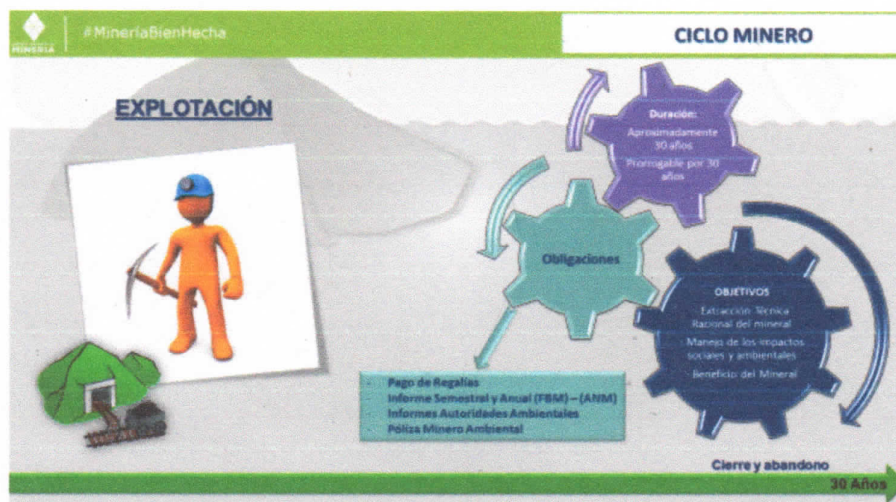 MINERÍA
#MineríaBienHecha
CICLO MINERO
EXPLOTACIÓN
Duración:
Aproximadamente
30 años
Prorrogable por 30
años
Obligaciones
OBJETIVOS
Extracción Técnica
Racional del mineral
Manejo de los impactos
sociales y ambientales
Beneficio del Mineral
- Pago de Regalías
- Informe Semestral y Anual (FBM) – (ANM)
- Informes Autoridades Ambientales
- Póliza Minero Ambiental
Cierre y abandono
30 Años